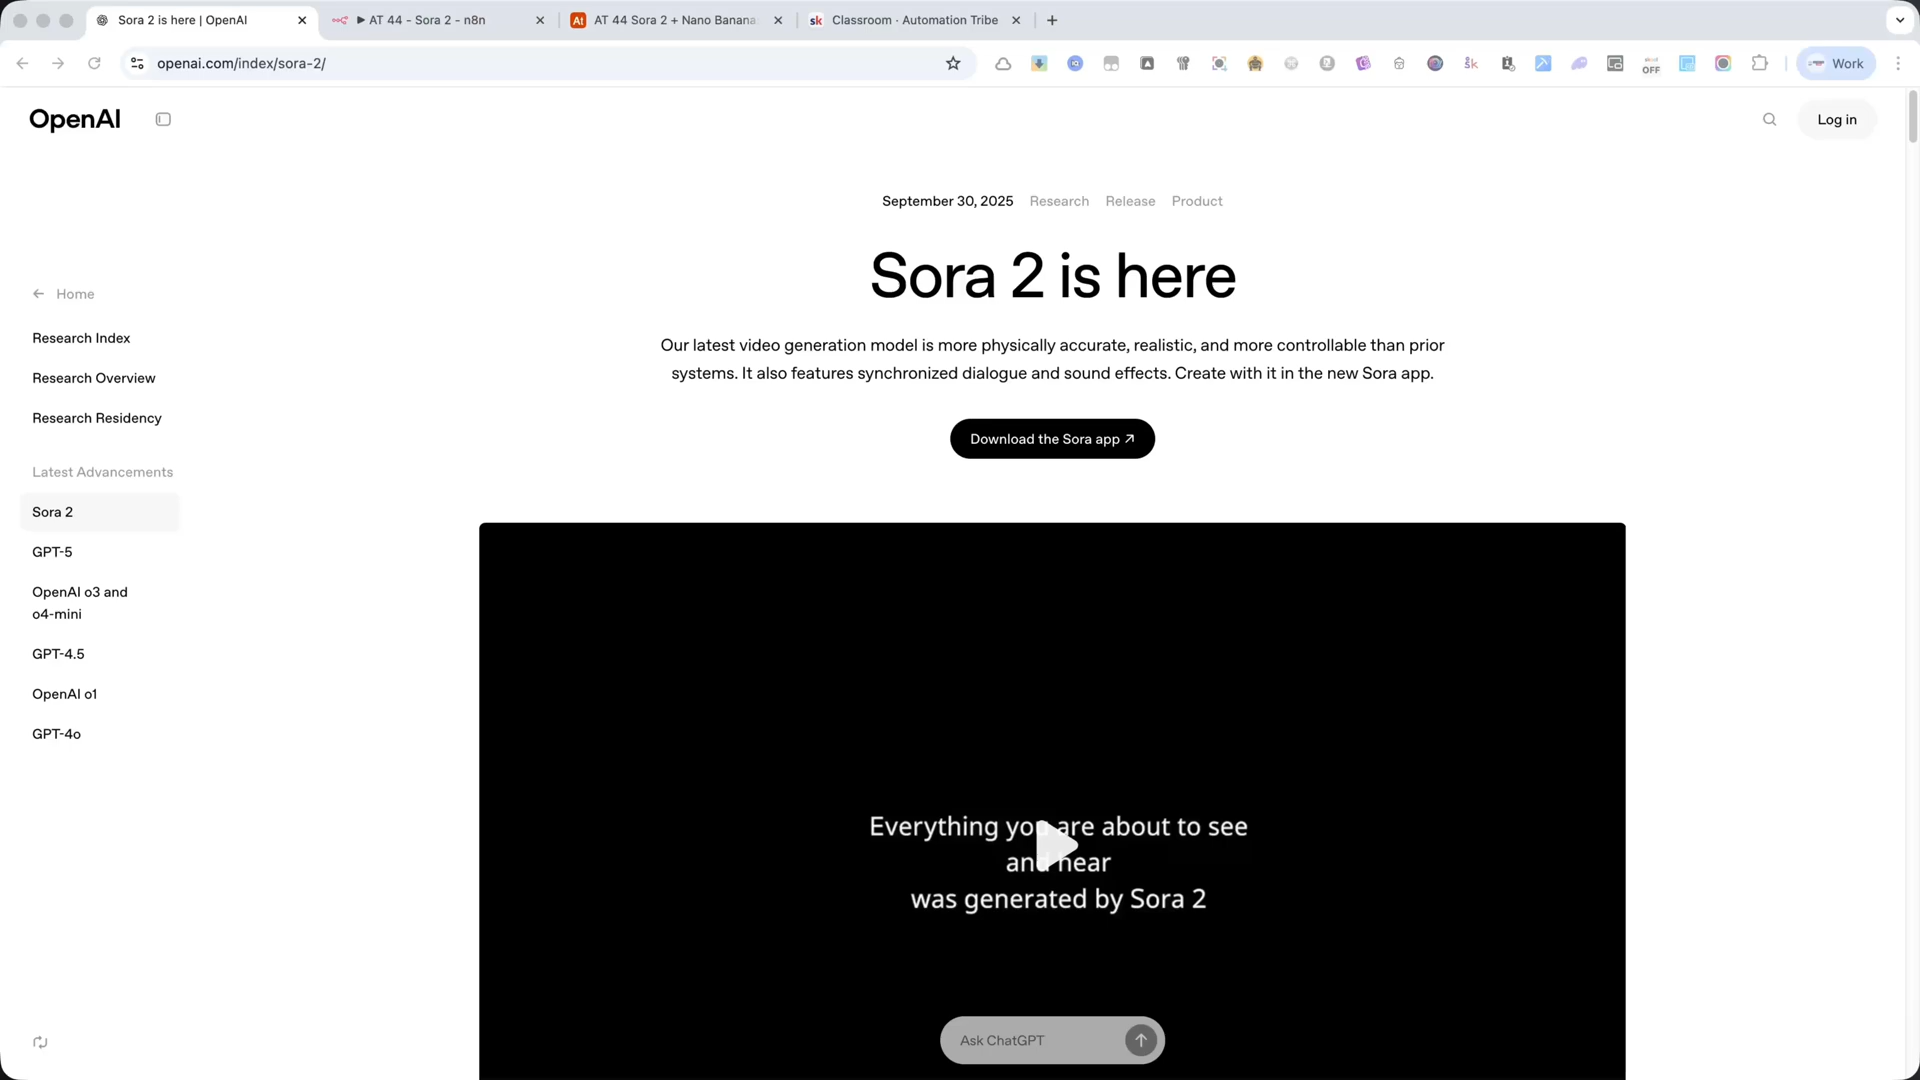 Sora 2 is here | OpenAI
AT 44 - Sora 2 - n8n
AT 44 Sora 2 + Nano Banana
Classroom · Automation Tribe
openai.com/index/sora-2/
OFF
Work
OpenAI
Log in
September 30, 2025 Research Release Product
Sora 2 is here
Our latest video generation model is more physically accurate, realistic, and more controllable than prior
systems. It also features synchronized dialogue and sound effects. Create with it in the new Sora app.
Download the Sora app ↗
← Home
Research Index
Research Overview
Research Residency
Latest Advancements
Sora 2
GPT-5
OpenAI o3 and
o4-mini
GPT-4.5
OpenAI o1
GPT-4o
Everything you are about to see
and hear
was generated by Sora 2
Ask ChatGPT